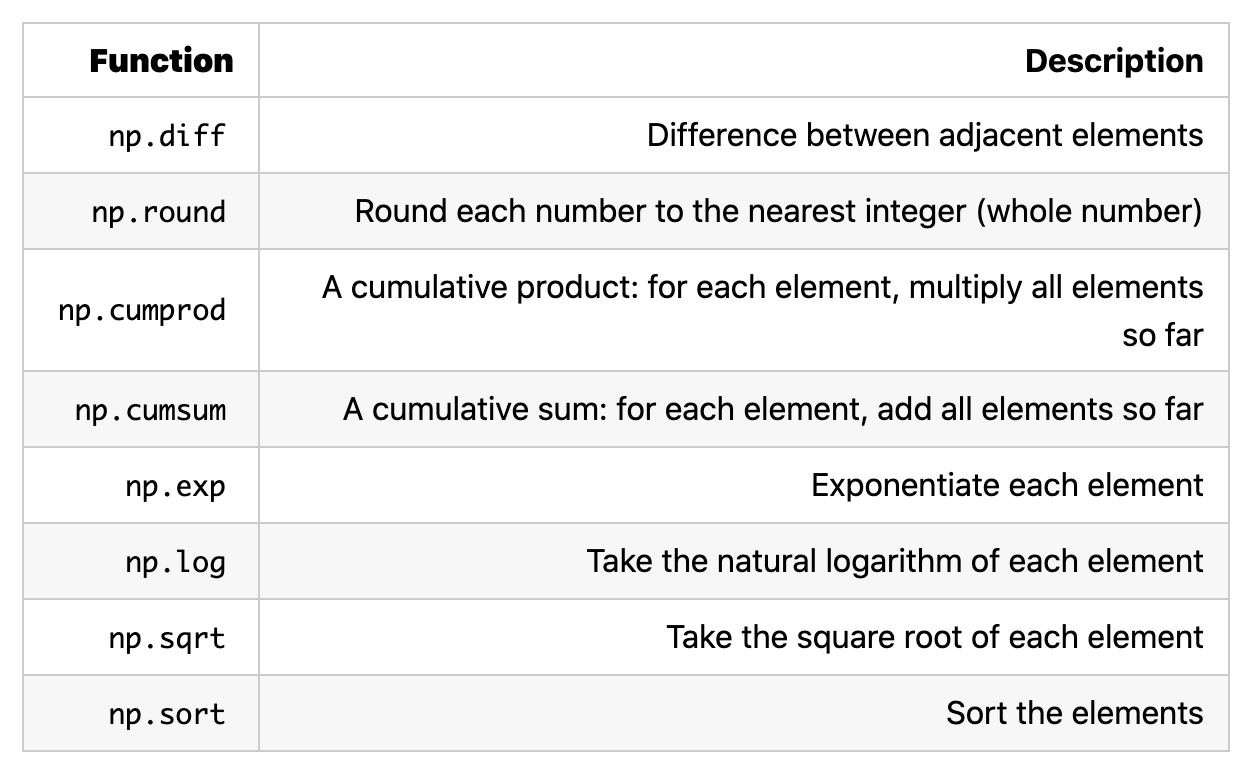 Function Description
np.diff Difference between adjacent elements
np.round Round each number to the nearest integer (whole number)
np.cumprod A cumulative product: for each element, multiply all elements
so far
np.cumsum A cumulative sum: for each element, add all elements so far
np.exp Exponentiate each element
np.log Take the natural logarithm of each element
np.sqrt Take the square root of each element
np.sort Sort the elements